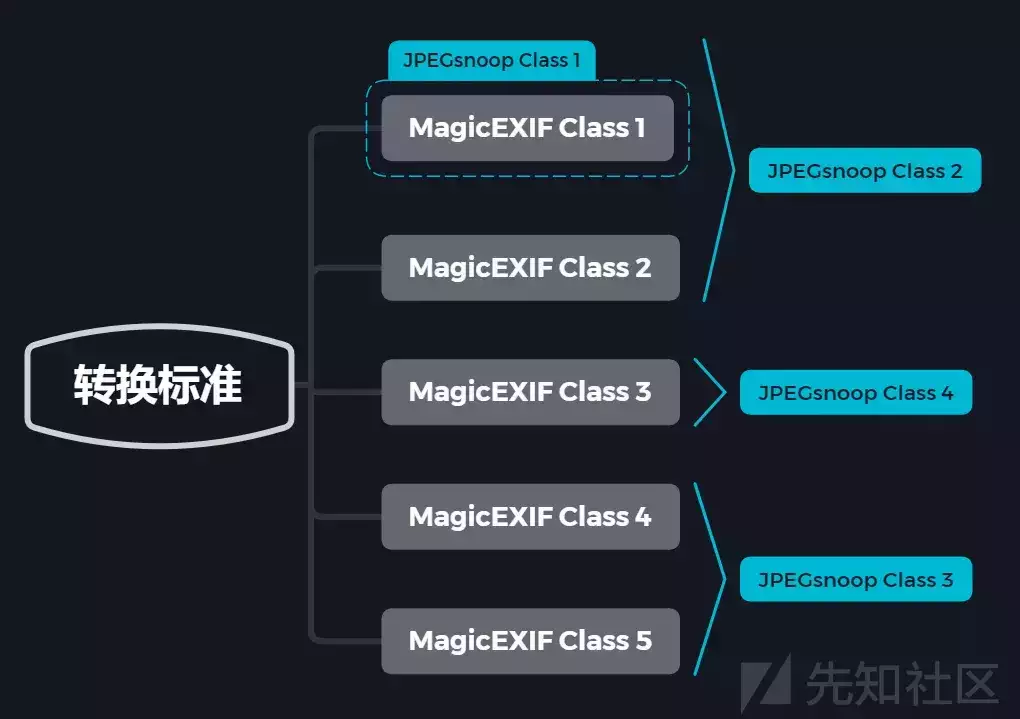 JPEGsnoop Class 1
MagicEXIF Class 1
JPEGsnoop Class 2
MagicEXIF Class 2
转换标准
MagicEXIF Class 3
JPEGsnoop Class 4
MagicEXIF Class 4
JPEGsnoop Class 3
MagicEXIF Class 5
先知社区